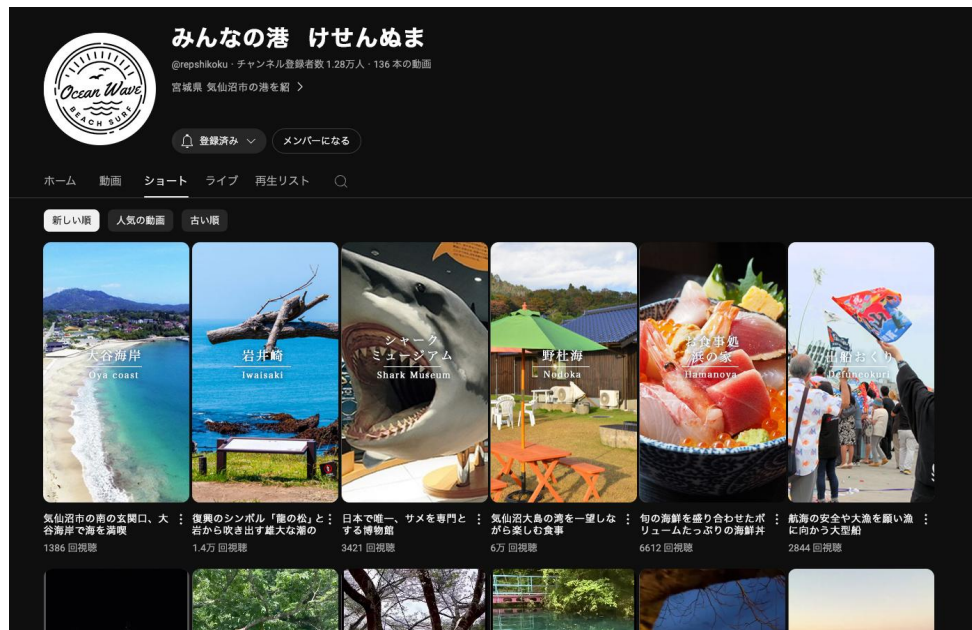 みんなの港 けせんぬま
@repshikoku・チャンネル登録者数 1.28万人・136 本の動画
宮城県 気仙沼市の港を紹
Ocean Wave
BEACH SURF
登録済み
メンバーになる
ホーム 動画 ショート ライブ 再生リスト
新しい順 人気の動画 古い順
大谷海岸
Oya coast
岩井崎
Iwaisaki
シャーク
ミュージアム
Shark Museum
野杜海
Nodoka
お食事処
浜の家
Hamanoya
出船おくり
Defuneokuri
気仙沼市の南の玄関口、大
谷海岸で海を満喫
1386 回視聴
復興のシンボル「龍の松」と
岩から吹き出す雄大な潮の
1.4万 回視聴
日本で唯一、サメを専門と
する博物館
3421 回視聴
気仙沼大島の湾を一望しな
がら楽しむ食事
6万 回視聴
旬の海鮮を盛り合わせたボ
リュームたっぷりの海鮮丼
6612 回視聴
航海の安全や大漁を願い漁
に向かう大型船
2844 回視聴